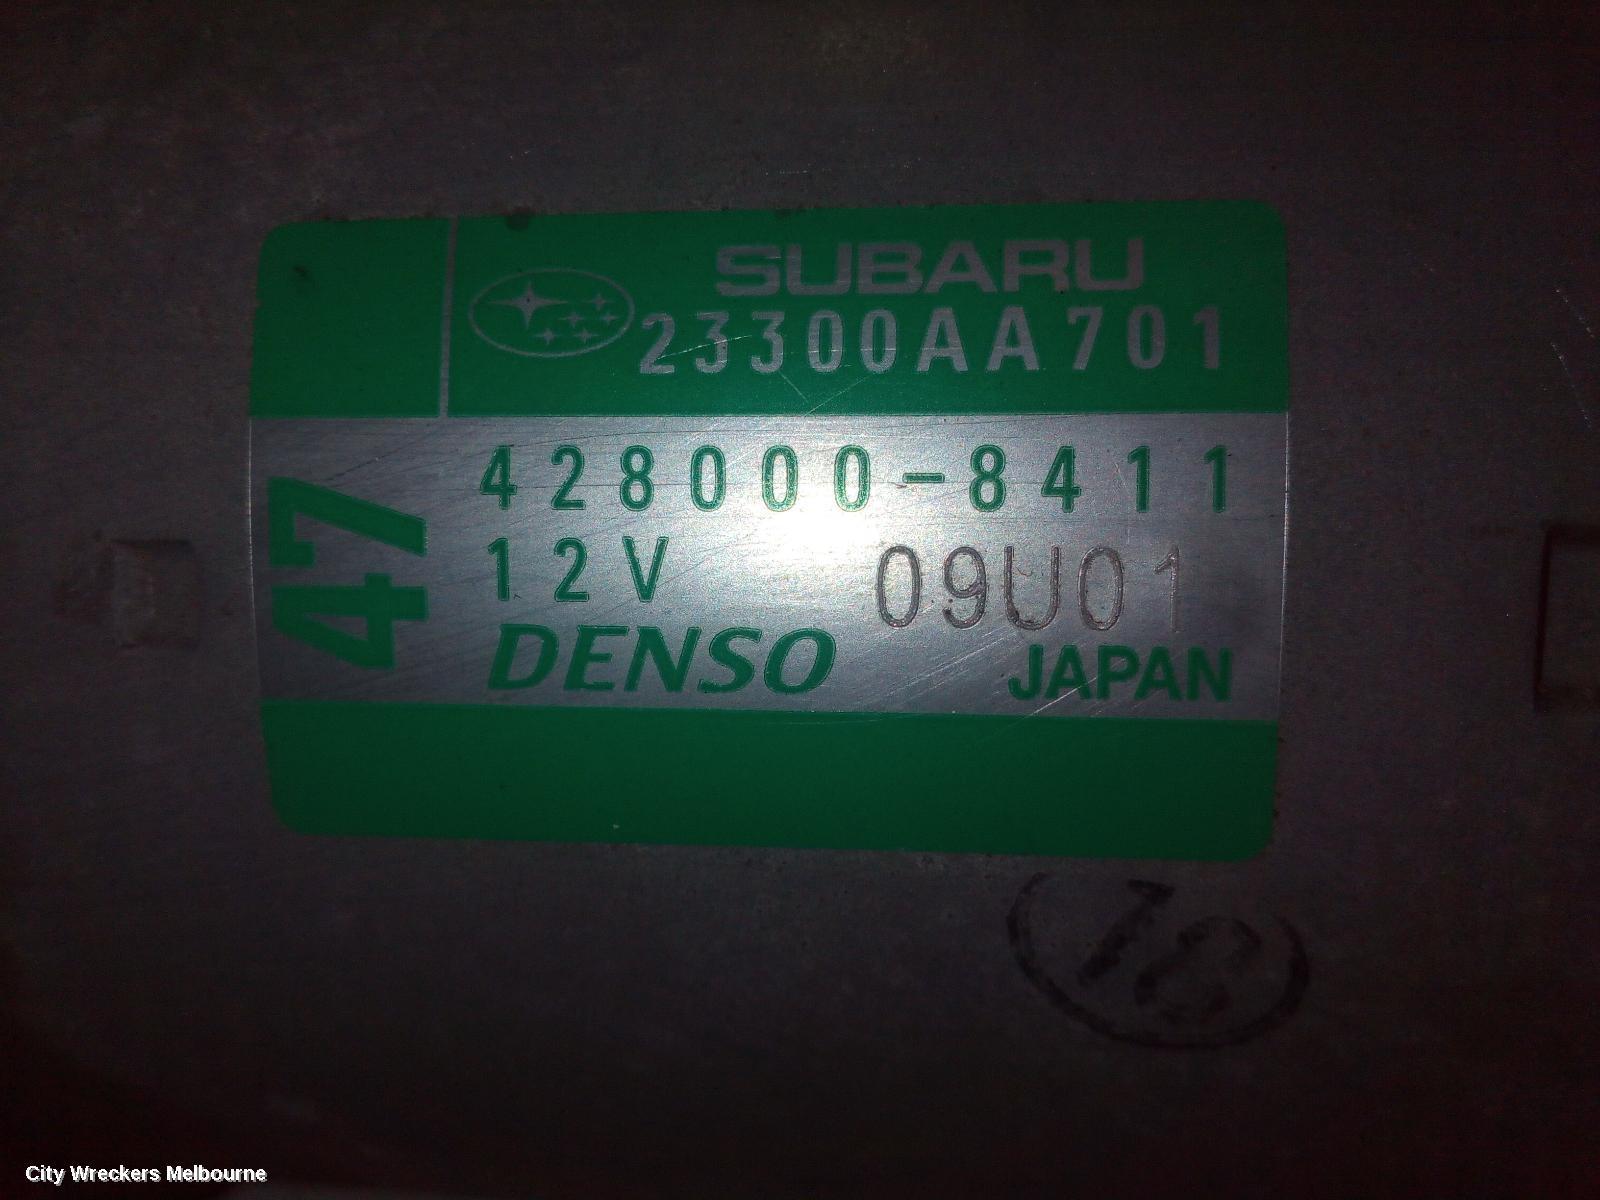 SUBARU
23300AA701
47
428000-8411
12V 09U01
DENSO JAPAN
City Wreckers Melbourne